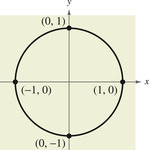 y
(0, 1)
x
(−1, 0)
(1, 0)
(0, −1)